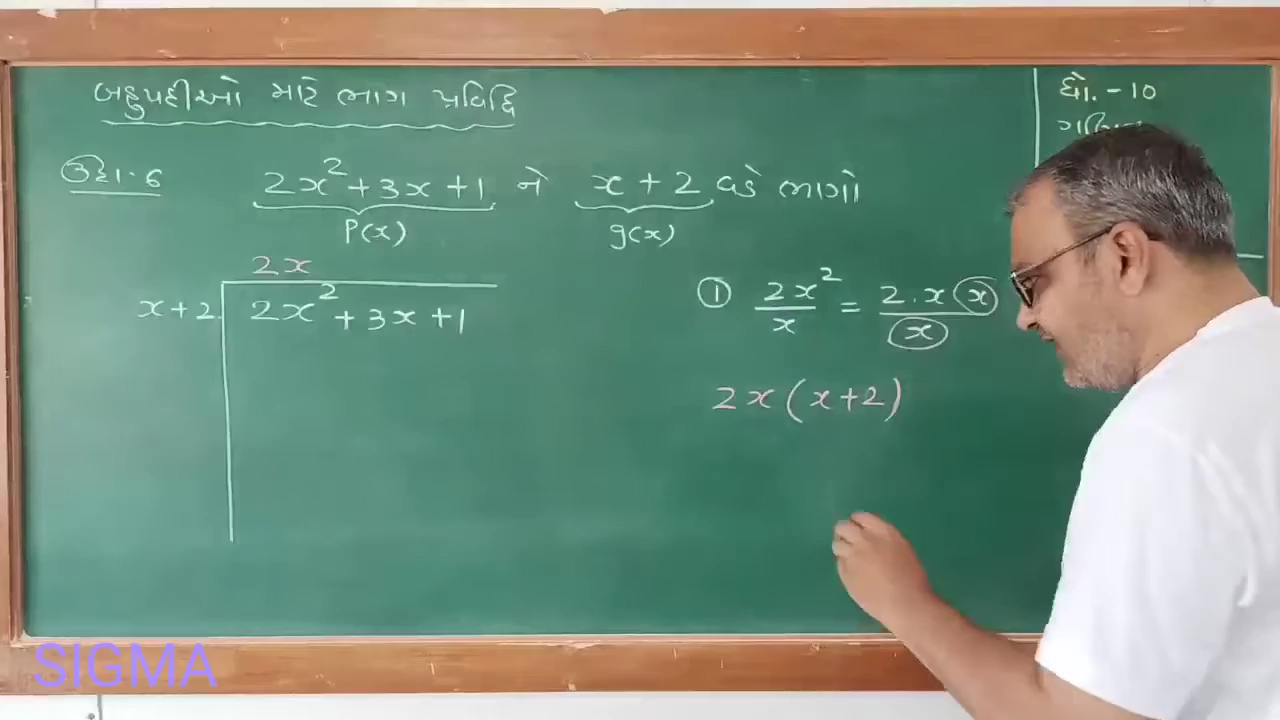 બહુપદીઓ માટે ભાગ પ્રવિધિ
ધો. - 10
ઉદા. 6 2x² + 3x + 1 ને x + 2 વડે ભાગો
p(x) g(x)
2x
x + 2 2x² + 3x + 1
① 2x² / x = 2 · x x / x
2x (x + 2)
SIGMA